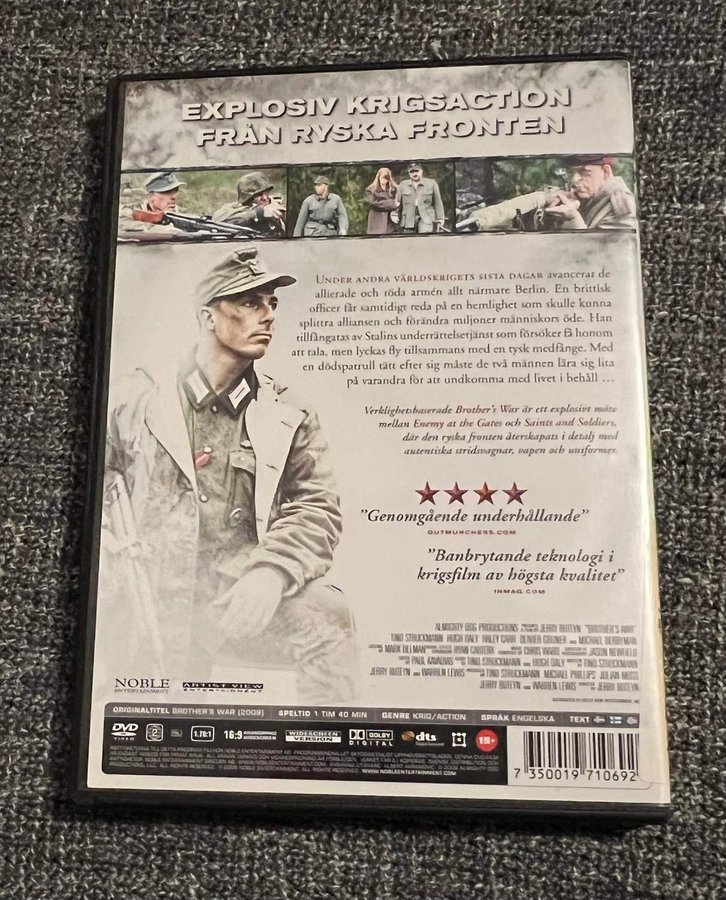 EXPLOSIV KRIGSACTION
FRÅN RYSKA FRONTEN
UNDER ANDRA VÄRLDSKRIGETS SISTA DAGAR avancerar de
allierade och röda armén allt närmare Berlin. En brittisk
officer får samtidigt reda på en hemlighet som skulle kunna
splittra alliansen och förändra miljoner människors öde. Han
tillfångatas av Stalins underrättelsetjänst som försöker få honom
att tala, men lyckas fly tillsammans med en tysk medfånge. Med
en dödspatrull tätt efter sig måste de två männen lära sig lita
på varandra för att undkomma med livet i behåll ...
Verklighetsbaserade Brother's War är ett explosivt möte
mellan Enemy at the Gates och Saints and Soldiers,
där den ryska fronten återskapats i detalj med
autentiska stridsvagnar, vapen och uniformer.
"Genomgående underhållande"
GUTMUNCHERS.COM
"Banbrytande teknologi i
krigsfilm av högsta kvalitet"
INMAG.COM
ALMIGHTY DOG PRODUCTIONS JERRY BUTEYN "BROTHER'S WAR"
TINO STRUCKMANN HUGH DALY HALEY CARR OLIVIER GRUNER AND MICHAEL BERRYMAN
MARK DILLMAN RYAN CARRERE CHRIS WARD JASON NEWFIELD
PAUL KAVADIAS TINO STRUCKMANN HUGH DALY TINO STRUCKMANN
JERRY BUTEYN WARREN LEWIS TINO STRUCKMANN MICHAEL PHILLIPS JULIAN MOSS
JERRY BUTEYN WARREN LEWIS JERRY BUTEYN
NOBLE
ENTERTAINMENT
ARTIST VIEW
ENTERTAINMENT
ORIGINALTITEL BROTHER'S WAR (2009) SPELTID 1 TIM 40 MIN GENRE KRIG/ACTION SPRÅK ENGELSKA TEXT
DVD VIDEO 2 1.78:1 16:9 WIDESCREEN VERSION DOLBY DIGITAL dts 15+
WWW.NOBLEENTERTAINMENT.COM
7 350019 710692